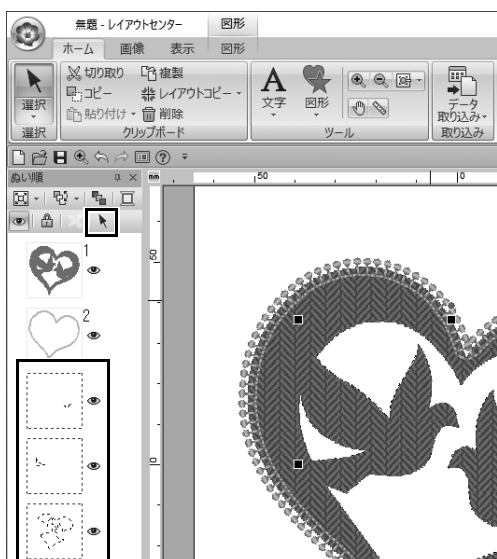 無題 - レイアウトセンター
図形
ホーム 画像 表示 図形
選択
選択
切り取り 複製
コピー レイアウトコピー
貼り付け 削除
クリップボード
A
文字
図形
ツール
データ
取り込み
取り込み
ぬい順
mm
50
0
50
0
1
2